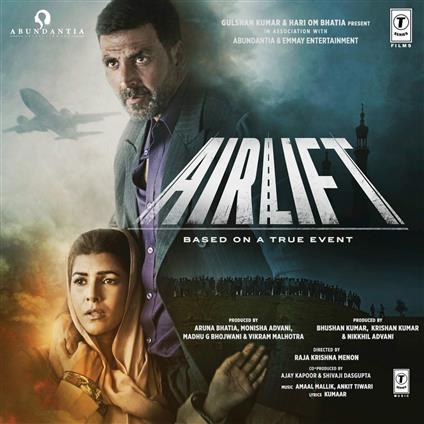 ABUNDANTIA
GULSHAN KUMAR & HARI OM BHATIA PRESENT
IN ASSOCIATION WITH
ABUNDANTIA & EMMAY ENTERTAINMENT
T
SERIES
FILMS
AIRLIFT
BASED ON A TRUE EVENT
PRODUCED BY
ARUNA BHATIA, MONISHA ADVANI,
MADHU G BHOJWANI & VIKRAM MALHOTRA
PRODUCED BY
BHUSHAN KUMAR, KRISHAN KUMAR
& NIKKHIL ADVANI
DIRECTED BY
RAJA KRISHNA MENON
CO-PRODUCED BY
AJAY KAPOOR & SHIVAJI DASGUPTA
MUSIC AMAAL MALLIK, ANKIT TIWARI
LYRICS KUMAAR
T
SERIES
MUSIC